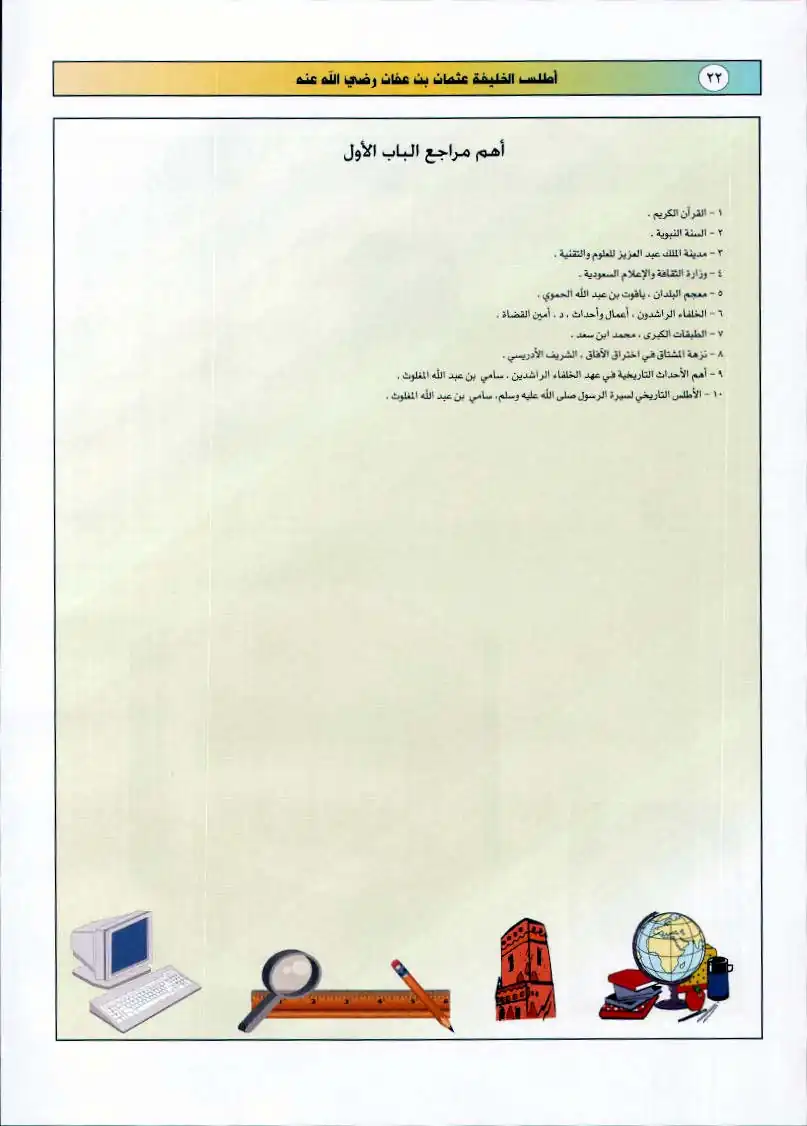 ٢٢
أطلس الخليفة عثمان بن عفان رضي الله عنه
أهم مراجع الباب الأول
١ - القرآن الكريم .
٢ - السنة النبوية .
٣ - مدينة الملك عبد العزيز للعلوم والتقنية .
٤ - وزارة الثقافة والإعلام السعودية .
٥ - معجم البلدان ، ياقوت بن عبد الله الحموي .
٦ - الخلفاء الراشدون ، أعمال وأحداث ، د . أمين القضاة .
٧ - الطبقات الكبرى ، محمد ابن سعد .
٨ - نزهة المشتاق في اختراق الآفاق ، الشريف الأدريسي .
٩ - أهم الأحداث التاريخية في عهد الخلفاء الراشدين ، سامي بن عبد الله المغلوث .
١٠ - الأطلس التاريخي لسيرة الرسول صلى الله عليه وسلم، سامي بن عبد الله المغلوث .